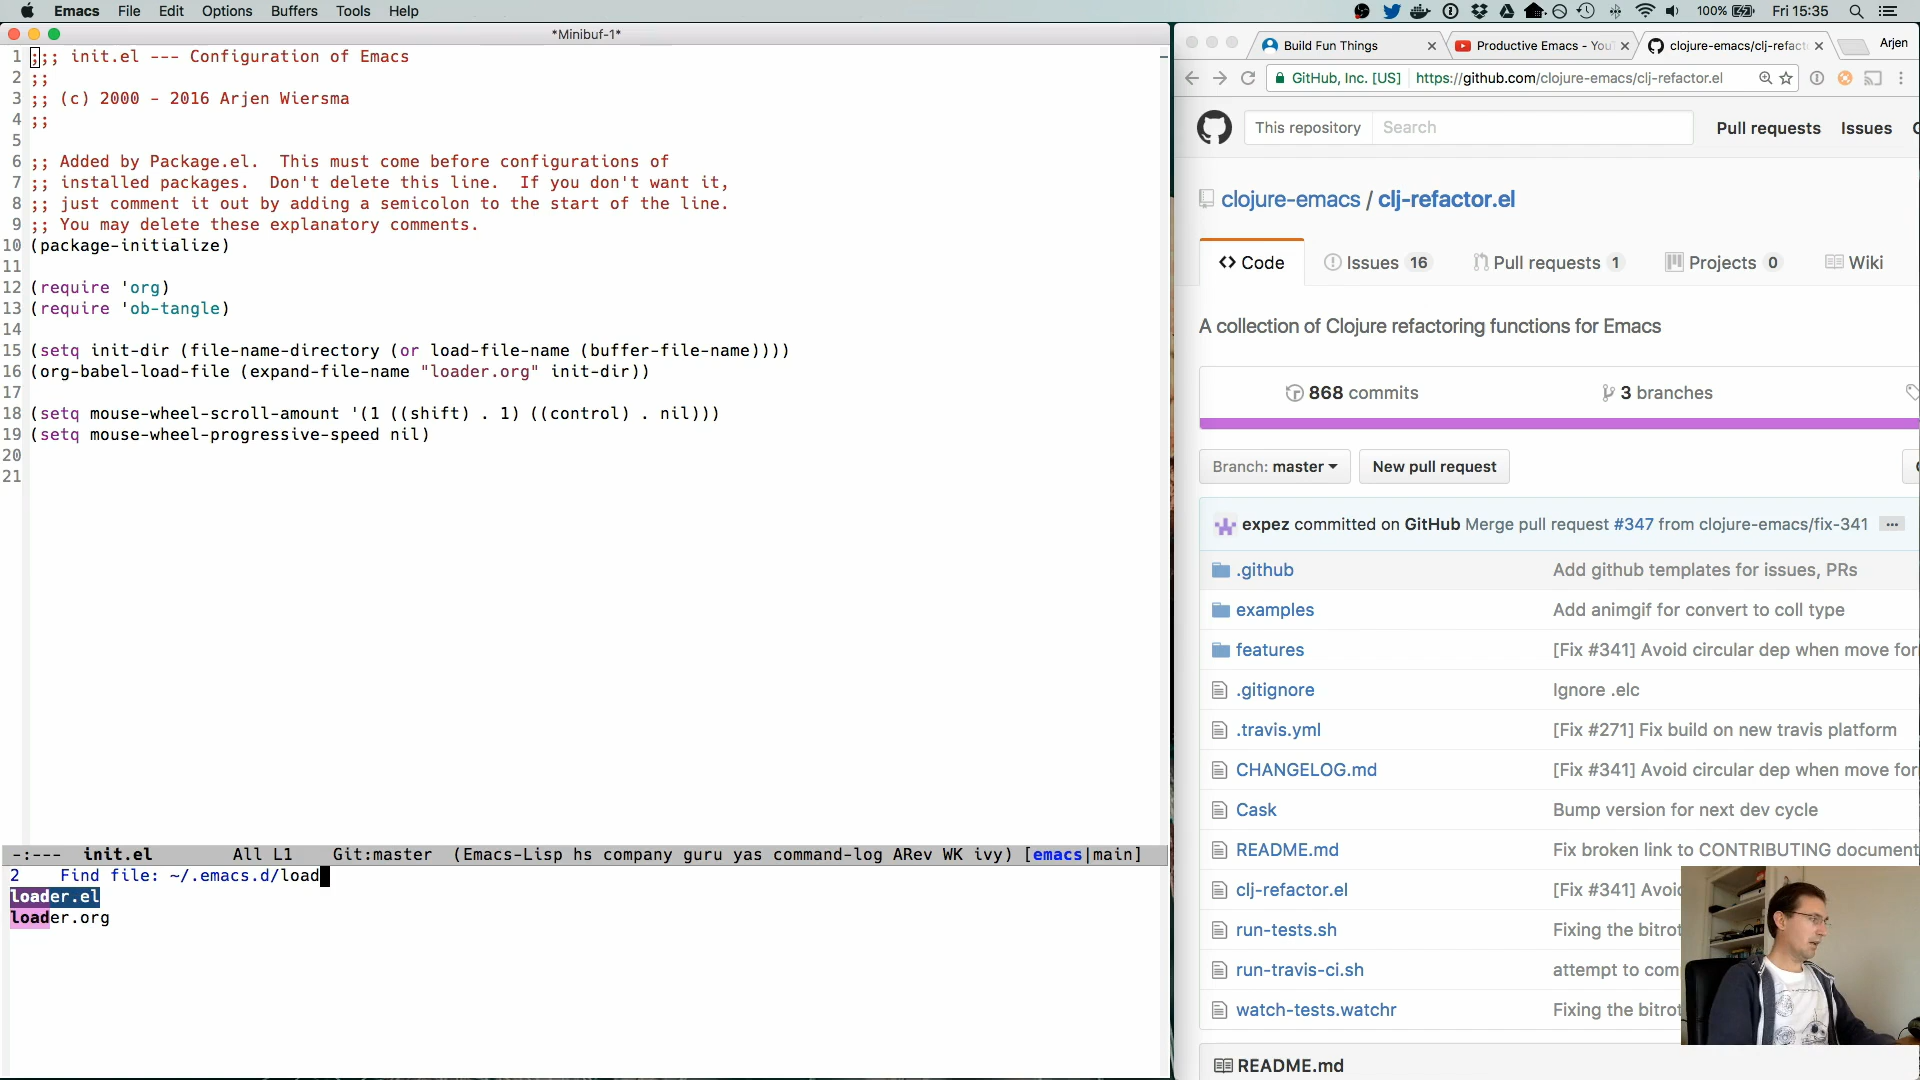 Emacs File Edit Options Buffers Tools Help
100% Fri 15:35
*Minibuf-1*
1 ;;; init.el --- Configuration of Emacs
2 ;;
3 ;; (c) 2000 - 2016 Arjen Wiersma
4 ;;
5
6 ;; Added by Package.el.  This must come before configurations of
7 ;; installed packages.  Don't delete this line.  If you don't want it,
8 ;; just comment it out by adding a semicolon to the start of the line.
9 ;; You may delete these explanatory comments.
10 (package-initialize)
11
12 (require 'org)
13 (require 'ob-tangle)
14
15 (setq init-dir (file-name-directory (or load-file-name (buffer-file-name))))
16 (org-babel-load-file (expand-file-name "loader.org" init-dir))
17
18 (setq mouse-wheel-scroll-amount '(1 ((shift) . 1) ((control) . nil)))
19 (setq mouse-wheel-progressive-speed nil)
20
21
-:--- init.el All L1 Git:master (Emacs-Lisp hs company guru yas command-log ARev WK ivy) [emacs|main]
2 Find file: ~/.emacs.d/load
loader.el
loader.org
Build Fun Things
Productive Emacs - You
clojure-emacs/clj-refact
Arjen
GitHub, Inc. [US] https://github.com/clojure-emacs/clj-refactor.el
This repository Search Pull requests Issues
clojure-emacs / clj-refactor.el
Code Issues 16 Pull requests 1 Projects 0 Wiki
A collection of Clojure refactoring functions for Emacs
868 commits 3 branches
Branch: master New pull request
expez committed on GitHub Merge pull request #347 from clojure-emacs/fix-341 ...
.github Add github templates for issues, PRs
examples Add animgif for convert to coll type
features [Fix #341] Avoid circular dep when move for
.gitignore Ignore .elc
.travis.yml [Fix #271] Fix build on new travis platform
CHANGELOG.md [Fix #341] Avoid circular dep when move for
Cask Bump version for next dev cycle
README.md Fix broken link to CONTRIBUTING document
clj-refactor.el [Fix #341] Avoi
run-tests.sh Fixing the bitrot
run-travis-ci.sh attempt to com
watch-tests.watchr Fixing the bitrot
README.md